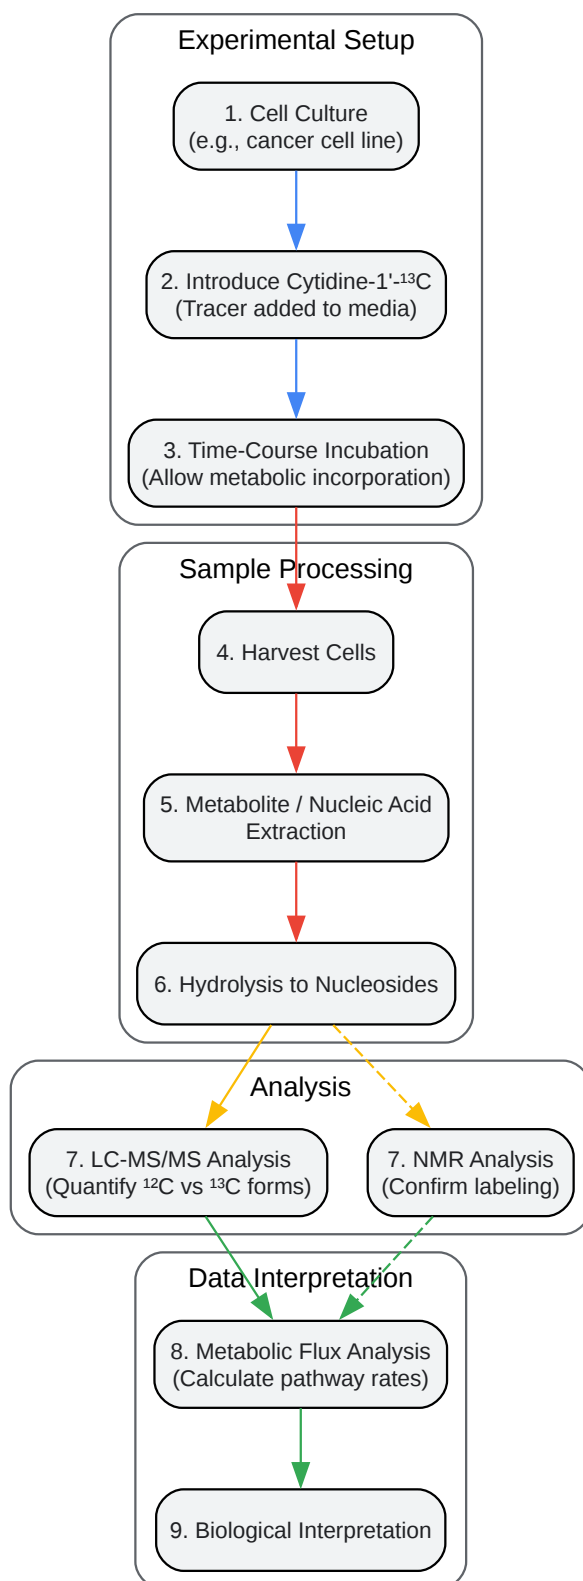 Experimental Setup
1. Cell Culture
(e.g., cancer cell line)
2. Introduce Cytidine-1'-¹³C
(Tracer added to media)
3. Time-Course Incubation
(Allow metabolic incorporation)
Sample Processing
4. Harvest Cells
5. Metabolite / Nucleic Acid
Extraction
6. Hydrolysis to Nucleosides
Analysis
7. LC-MS/MS Analysis
(Quantify ¹²C vs ¹³C forms)
7. NMR Analysis
(Confirm labeling)
Data Interpretation
8. Metabolic Flux Analysis
(Calculate pathway rates)
9. Biological Interpretation